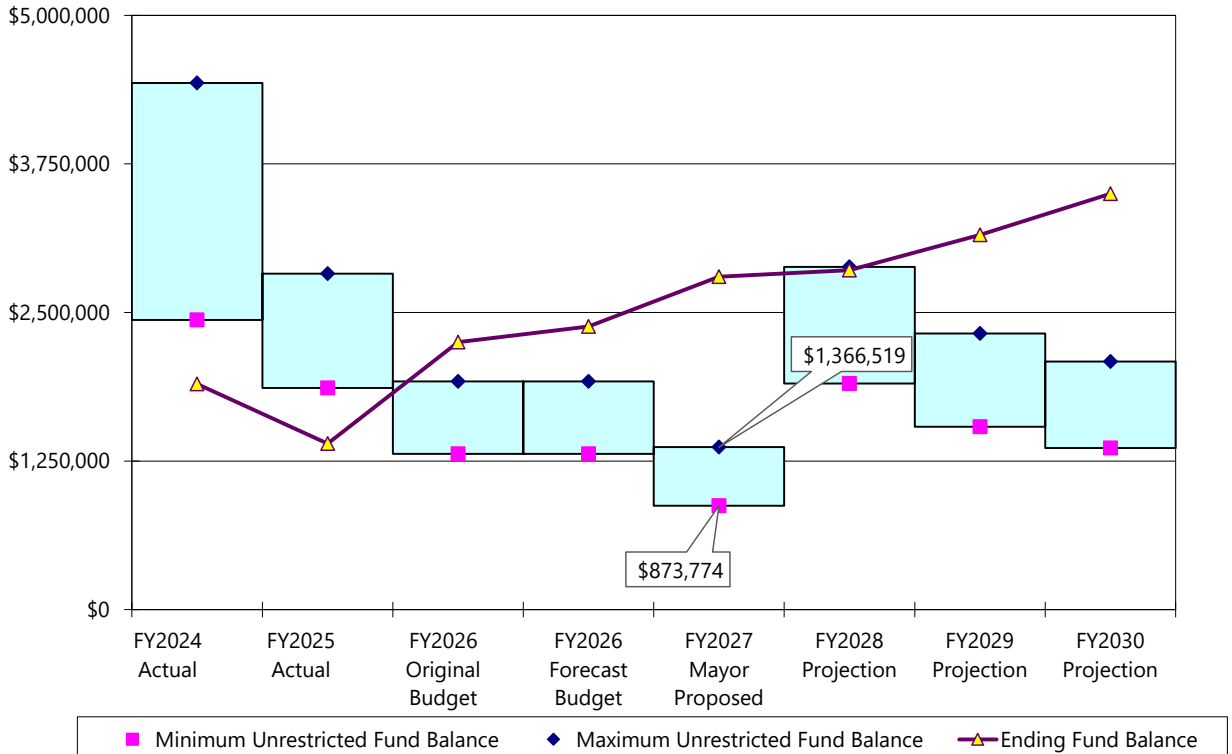 $5,000,000
$3,750,000
$2,500,000
$1,250,000
$0
$1,366,519
$873,774
FY2024
Actual
FY2025
Actual
FY2026
Original
Budget
FY2026
Forecast
Budget
FY2027
Mayor
Proposed
FY2028
Projection
FY2029
Projection
FY2030
Projection
Minimum Unrestricted Fund Balance
Maximum Unrestricted Fund Balance
Ending Fund Balance